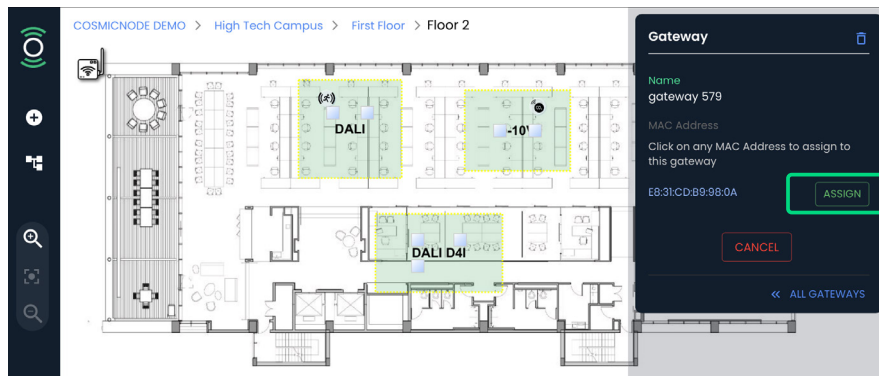 COSMICNODE DEMO > High Tech Campus > First Floor > Floor 2
Gateway
Name
gateway 579
MAC Address
Click on any MAC Address to assign to
this gateway
E8:31:CD:B9:98:0A
ASSIGN
CANCEL
« ALL GATEWAYS
DALI
-10V
DALI D4I